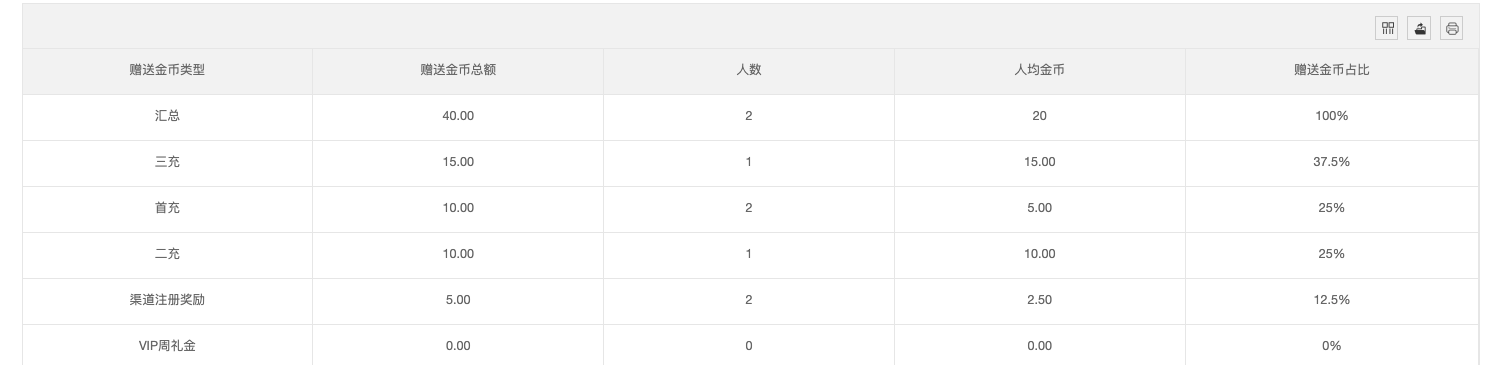 赠送金币类型 赠送金币总额 人数 人均金币 赠送金币占比
汇总 40.00 2 20 100%
三充 15.00 1 15.00 37.5%
首充 10.00 2 5.00 25%
二充 10.00 1 10.00 25%
渠道注册奖励 5.00 2 2.50 12.5%
VIP周礼金 0.00 0 0.00 0%